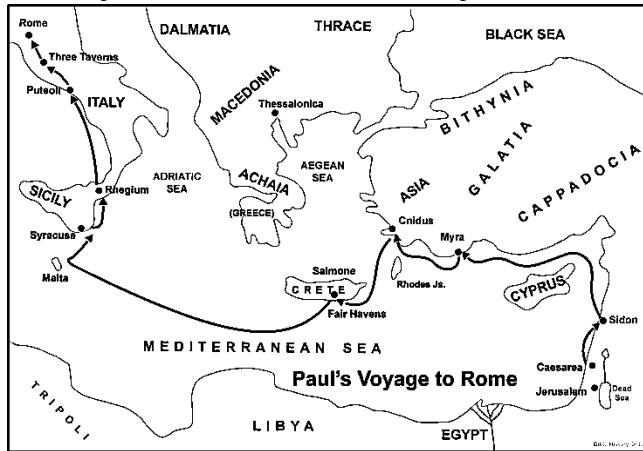 Rome
DALMATIA
THRACE
BLACK SEA
Three Taverns
Puteoli
ITALY
MACEDONIA
Thessalonica
BITHYNIA
ADRIATIC
SEA
AEGEAN
SEA
ASIA
GALATIA
CAPPADOCIA
SICILY
Rhegium
ACHAIA
(GREECE)
Syracuse
Cnidus
Myra
Malta
Salmone
CRETE
Rhodes Js.
CYPRUS
Fair Havens
Sidon
MEDITERRANEAN SEA
Caesarea
Paul's Voyage to Rome
Jerusalem
Dead
Sea
TRIPOLI
LIBYA
EGYPT